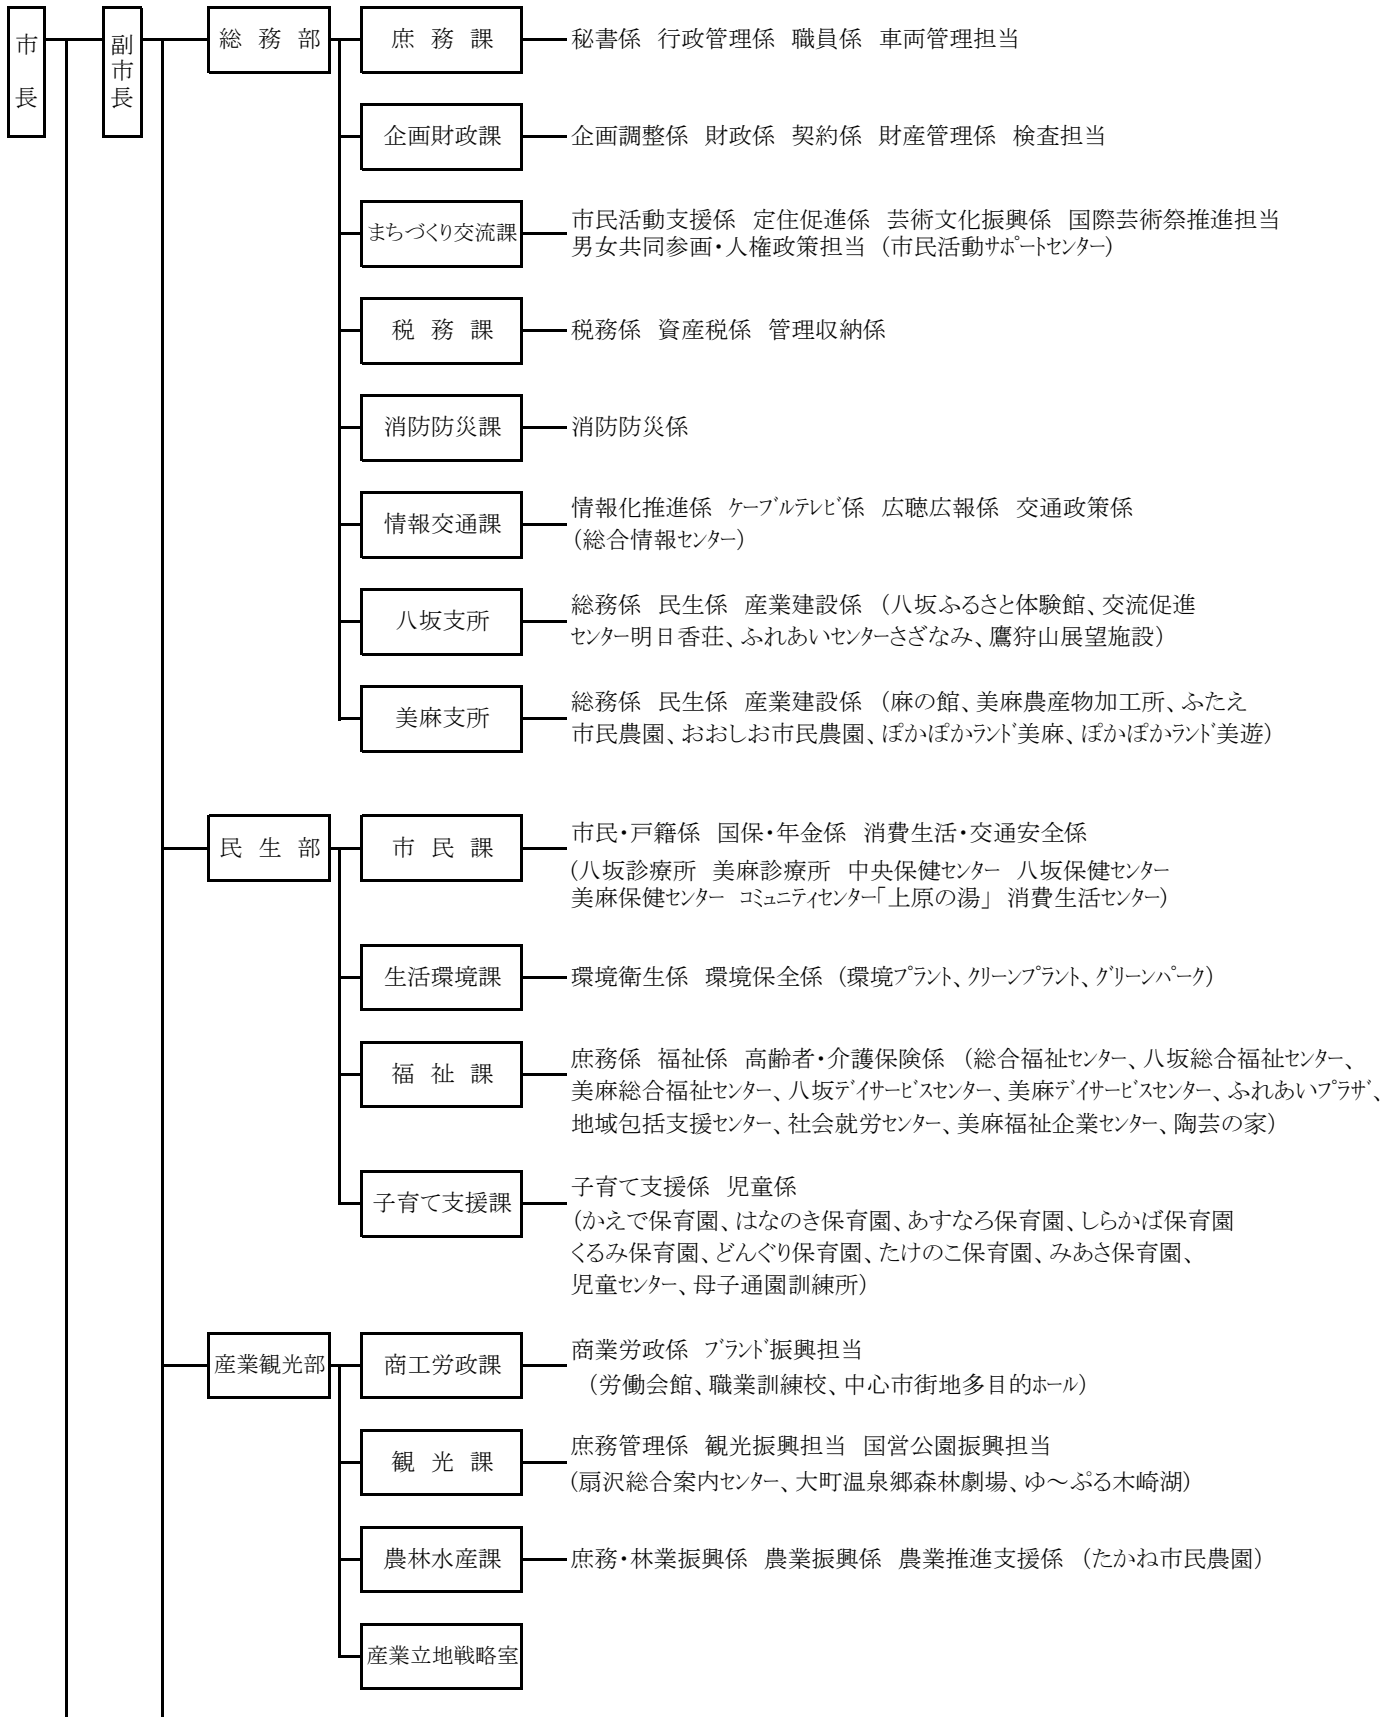 市長
副市長
総務部
庶務課
秘書係 行政管理係 職員係 車両管理担当
企画財政課
企画調整係 財政係 契約係 財産管理係 検査担当
まちづくり交流課
市民活動支援係 定住促進係 芸術文化振興係 国際芸術祭推進担当
男女共同参画・人権政策担当 (市民活動サポートセンター)
税務課
税務係 資産税係 管理収納係
消防防災課
消防防災係
情報交通課
情報化推進係 ケーブルテレビ係 広聴広報係 交通政策係
(総合情報センター)
八坂支所
総務係 民生係 産業建設係 (八坂ふるさと体験館、交流促進
センター明日香荘、ふれあいセンターさざなみ、鷹狩山展望施設)
美麻支所
総務係 民生係 産業建設係 (麻の館、美麻農産物加工所、ふたえ
市民農園、おおしお市民農園、ぽかぽかランド美麻、ぽかぽかランド美遊)
民生部
市民課
市民・戸籍係 国保・年金係 消費生活・交通安全係
(八坂診療所 美麻診療所 中央保健センター 八坂保健センター
美麻保健センター コミュニティセンター「上原の湯」 消費生活センター)
生活環境課
環境衛生係 環境保全係 (環境プラント、クリーンプラント、グリーンパーク)
福祉課
庶務係 福祉係 高齢者・介護保険係 (総合福祉センター、八坂総合福祉センター、
美麻総合福祉センター、八坂デイサービスセンター、美麻デイサービスセンター、ふれあいプラザ、
地域包括支援センター、社会就労センター、美麻福祉企業センター、陶芸の家)
子育て支援課
子育て支援係 児童係
(かえで保育園、はなのき保育園、あすなろ保育園、しらかば保育園
くるみ保育園、どんぐり保育園、たけのこ保育園、みあさ保育園、
児童センター、母子通園訓練所)
産業観光部
商工労政課
商業労政係 ブランド振興担当
(労働会館、職業訓練校、中心市街地多目的ホール)
観光課
庶務管理係 観光振興担当 国営公園振興担当
(扇沢総合案内センター、大町温泉郷森林劇場、ゆ～ぷる木崎湖)
農林水産課
庶務・林業振興係 農業振興係 農業推進支援係 (たかね市民農園)
産業立地戦略室